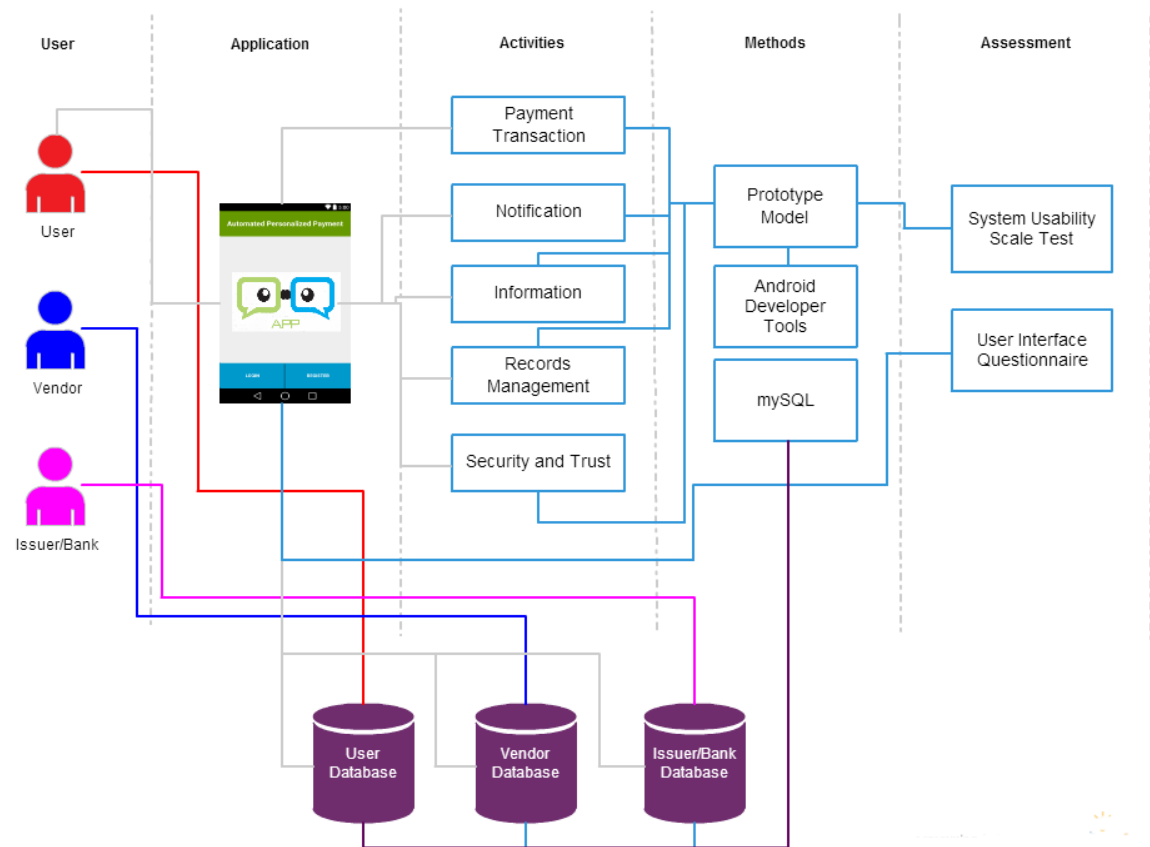 User
Application
Activities
Methods
Assessment
Payment
Transaction
Notification
Information
Records
Management
Security and Trust
Prototype
Model
Android
Developer
Tools
mySQL
System Usability
Scale Test
User Interface
Questionnaire
User
Vendor
Issuer/Bank
Automated Personalized Payment
APP
LOGIN
REGISTER
User
Database
Vendor
Database
Issuer/Bank
Database